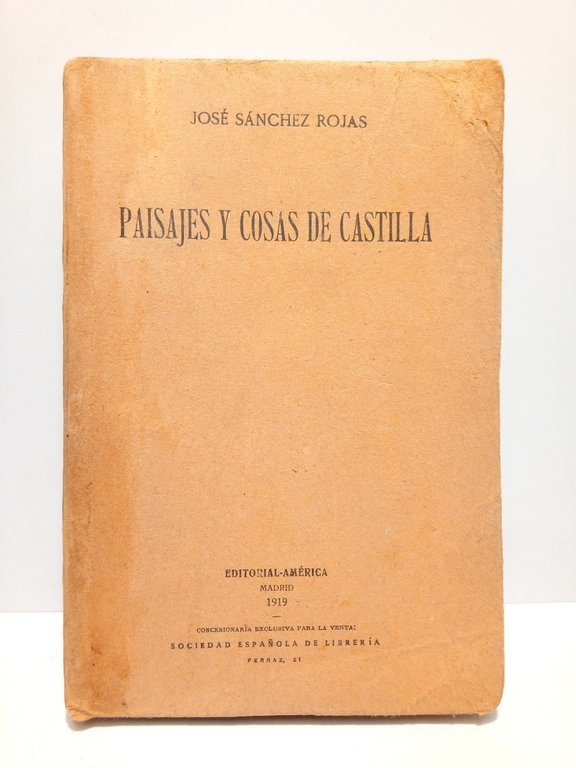 JOSÉ SÁNCHEZ ROJAS
PAISAJES Y COSAS DE CASTILLA
EDITORIAL-AMÉRICA
MADRID
1919
CONCESIONARIA EXCLUSIVA PARA LA VENTA:
SOCIEDAD ESPAÑOLA DE LIBRERÍA
FERRAZ, 21